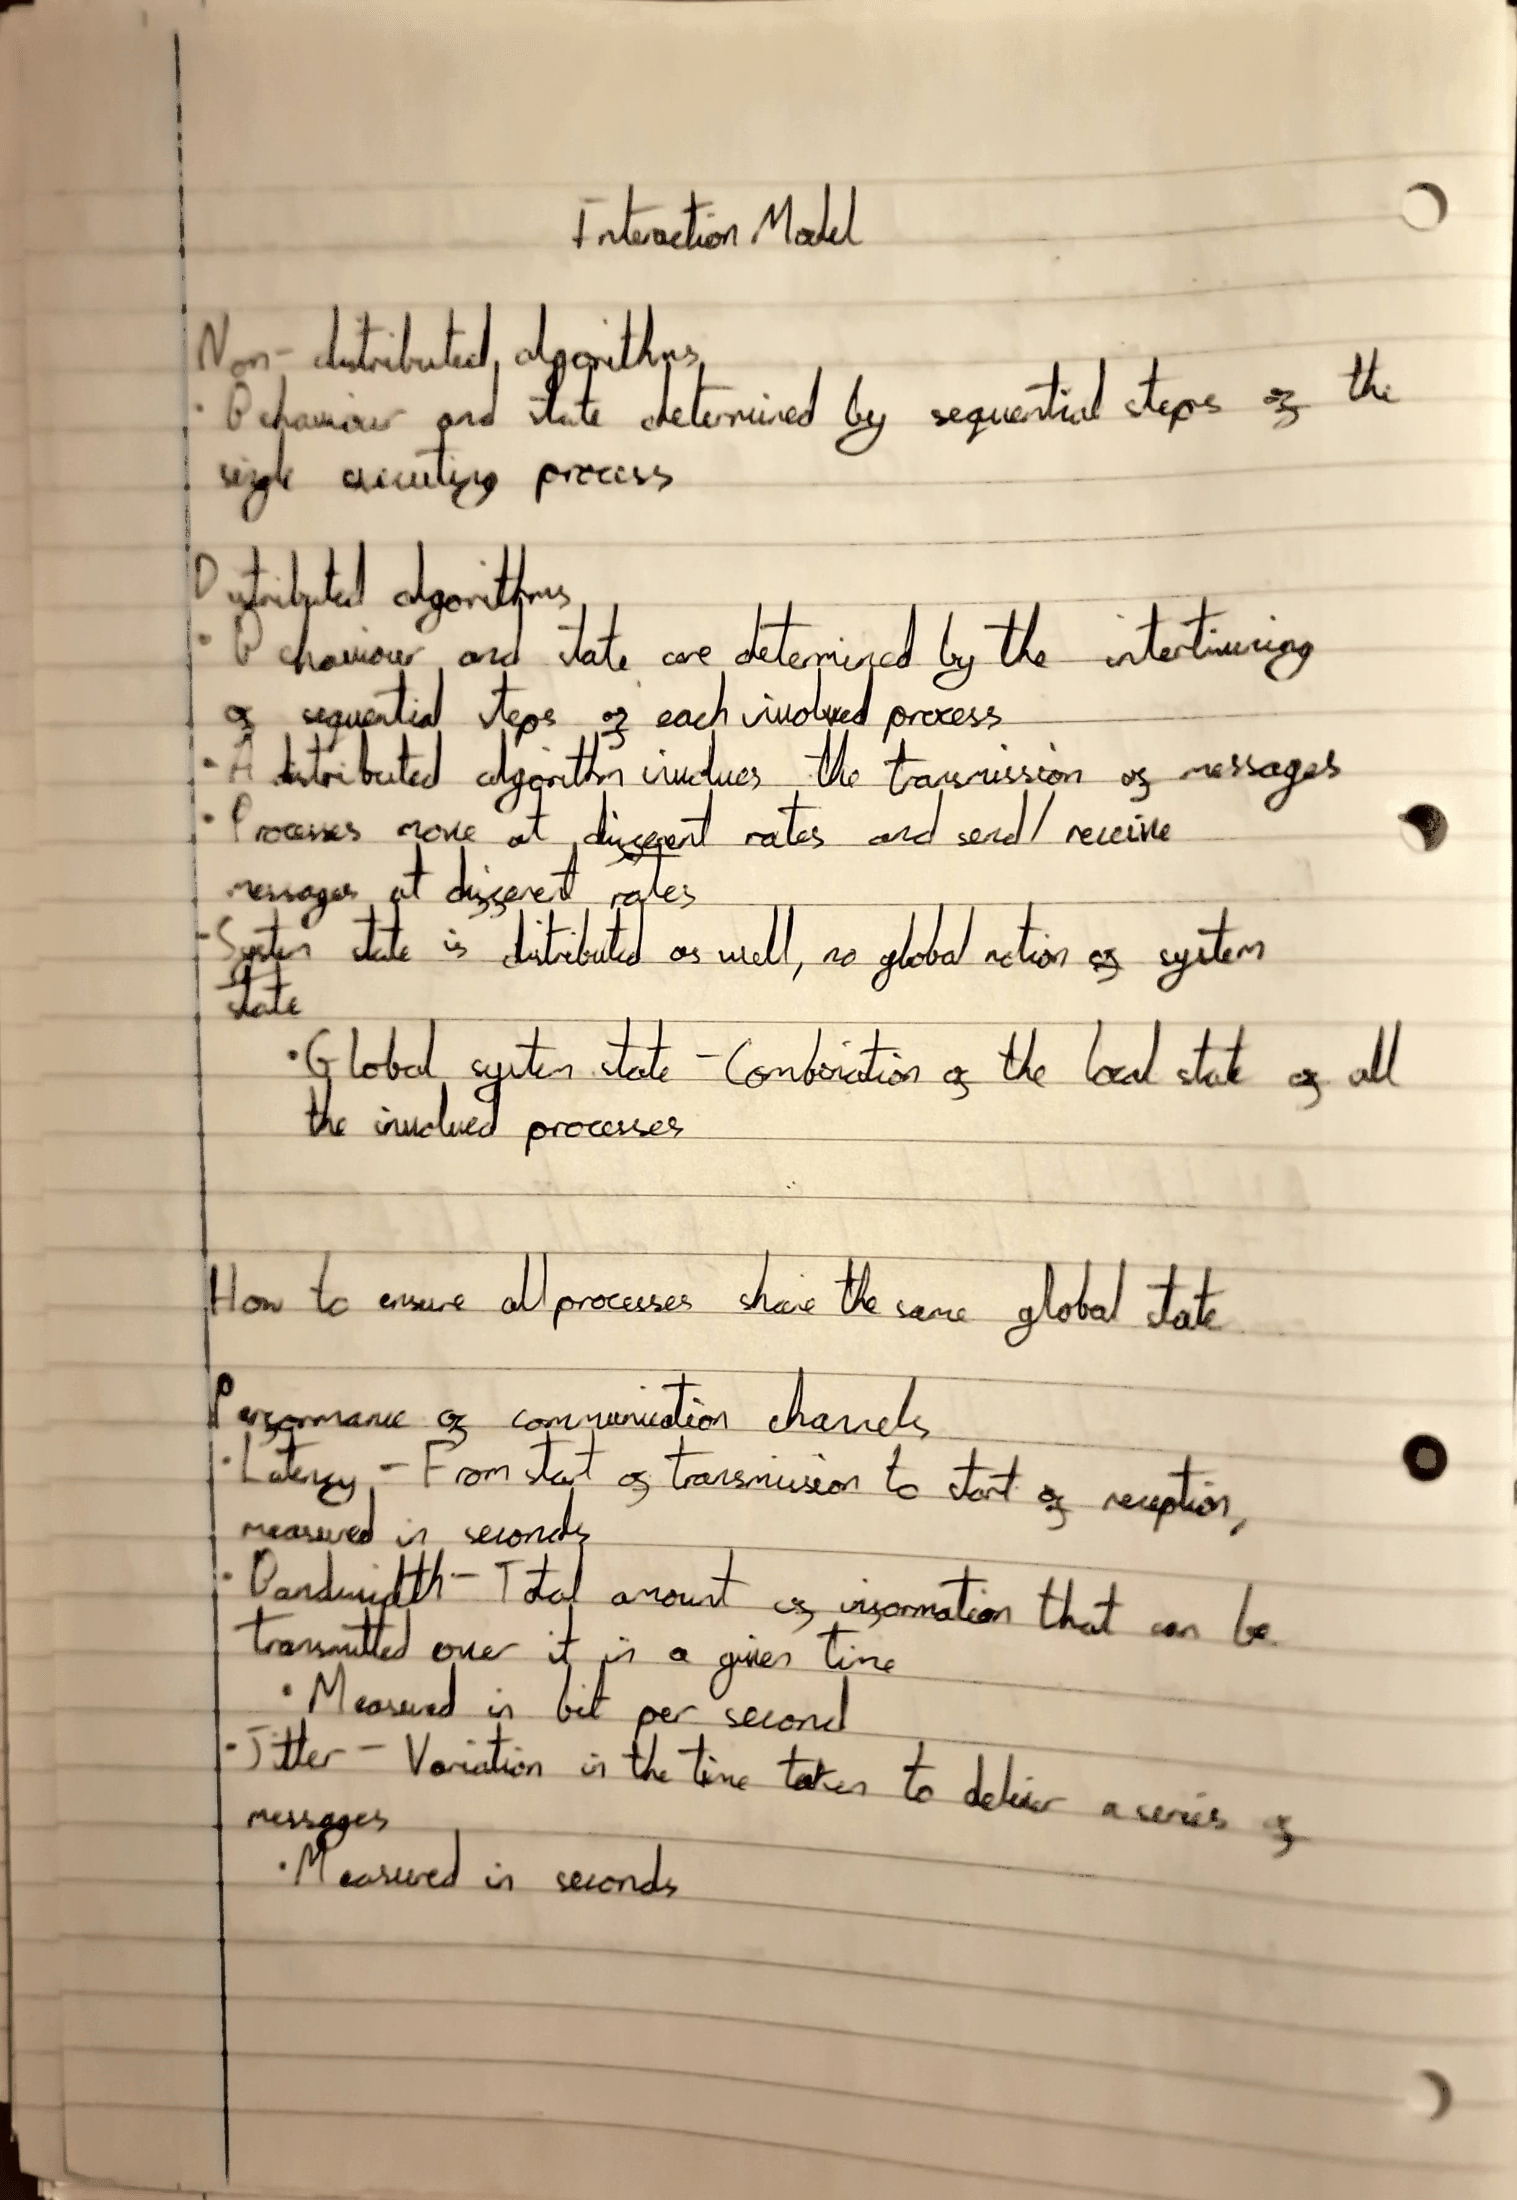 Interaction Model
Non-distributed algorithms
· Behaviour and state determined by sequential steps of the
single executing process
Distributed algorithms
· Behaviour and state are determined by the intertwining
of sequential steps of each involved process
· A distributed algorithm involves the transmission of messages
· Processes move at different rates and send/receive
messages at different rates
- System state is distributed as well, no global notion of system
state
· Global system state - Combination of the local state of all
the involved processes
How to ensure all processes share the same global state
Performance of communication channels
· Latency - From start of transmission to start of reception,
measured in seconds
· Bandwidth - Total amount of information that can be
transmitted over it in a given time
· Measured in bit per second
· Jitter - Variation in the time taken to deliver a series of
messages
· Measured in seconds